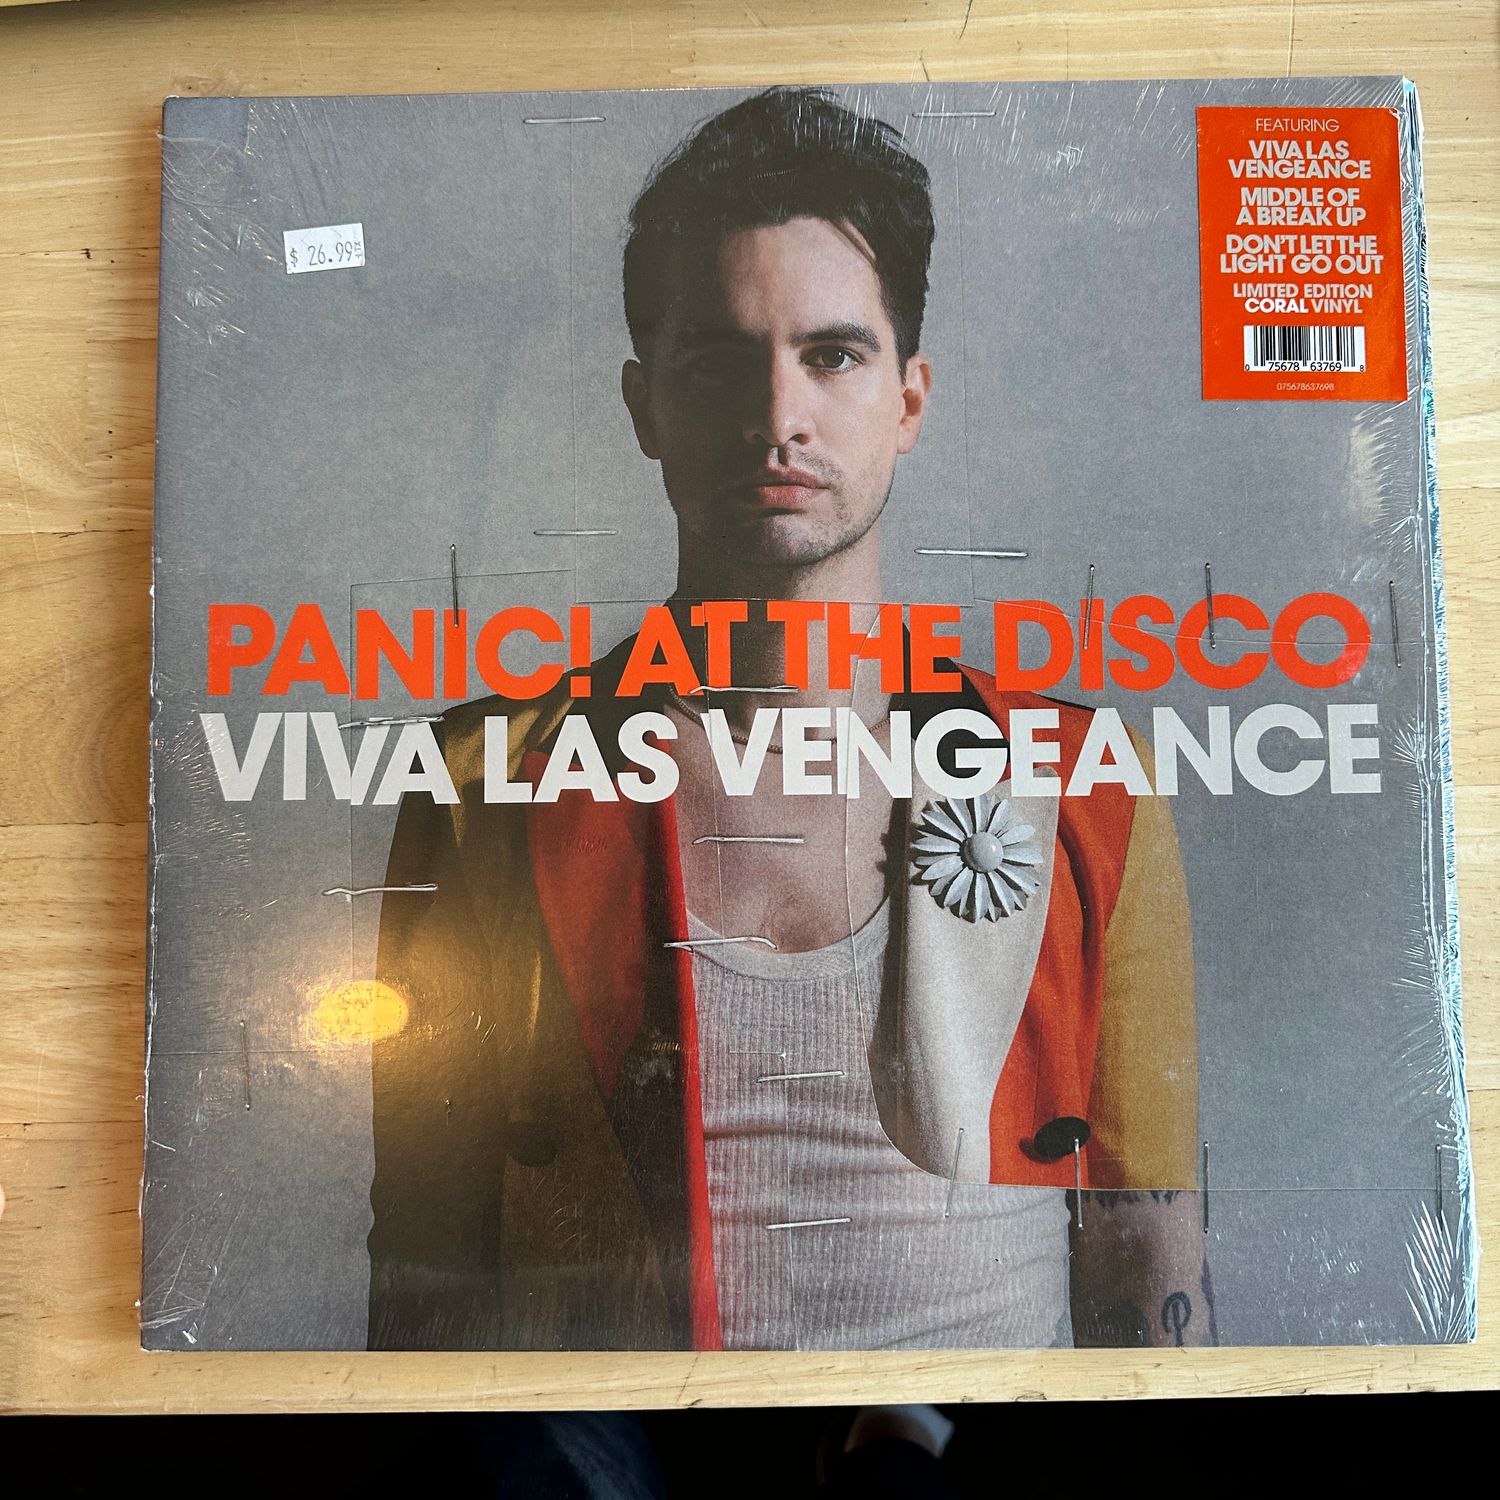 $ 26.99
FEATURING
VIVA LAS
VENGEANCE
MIDDLE OF
A BREAK UP
DON'T LET THE
LIGHT GO OUT
LIMITED EDITION
CORAL VINYL
0 75678 63769 8
075678637698
PANIC! AT THE DISCO
VIVA LAS VENGEANCE